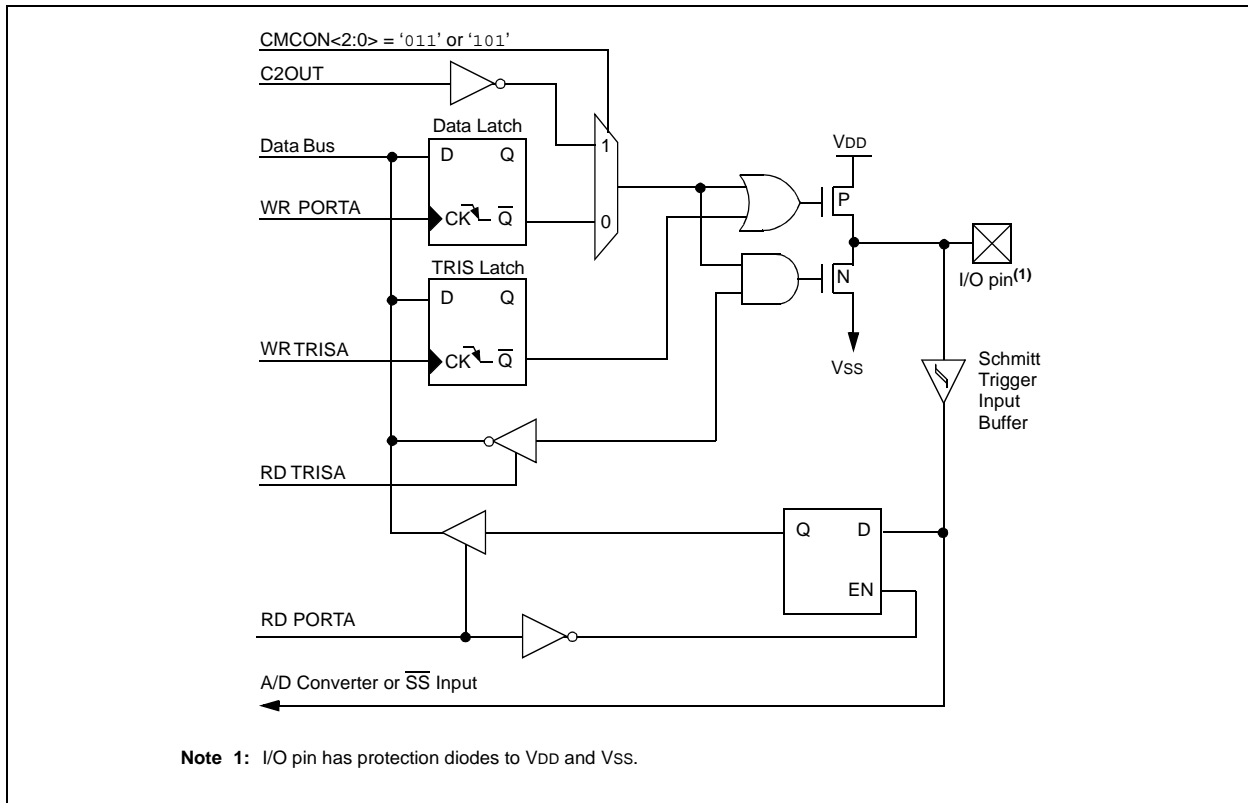 CMCON<2:0> = ‘011’ or ‘101’
C2OUT
Data Latch
Data Bus
D Q
1
VDD
WR PORTA
CK Q̅
0
P
TRIS Latch
D Q
N
I/O pin(1)
WR TRISA
CK Q̅
VSS
Schmitt
Trigger
Input
Buffer
RD TRISA
Q D
EN
RD PORTA
A/D Converter or S̅S̅ Input
Note 1: I/O pin has protection diodes to VDD and VSS.